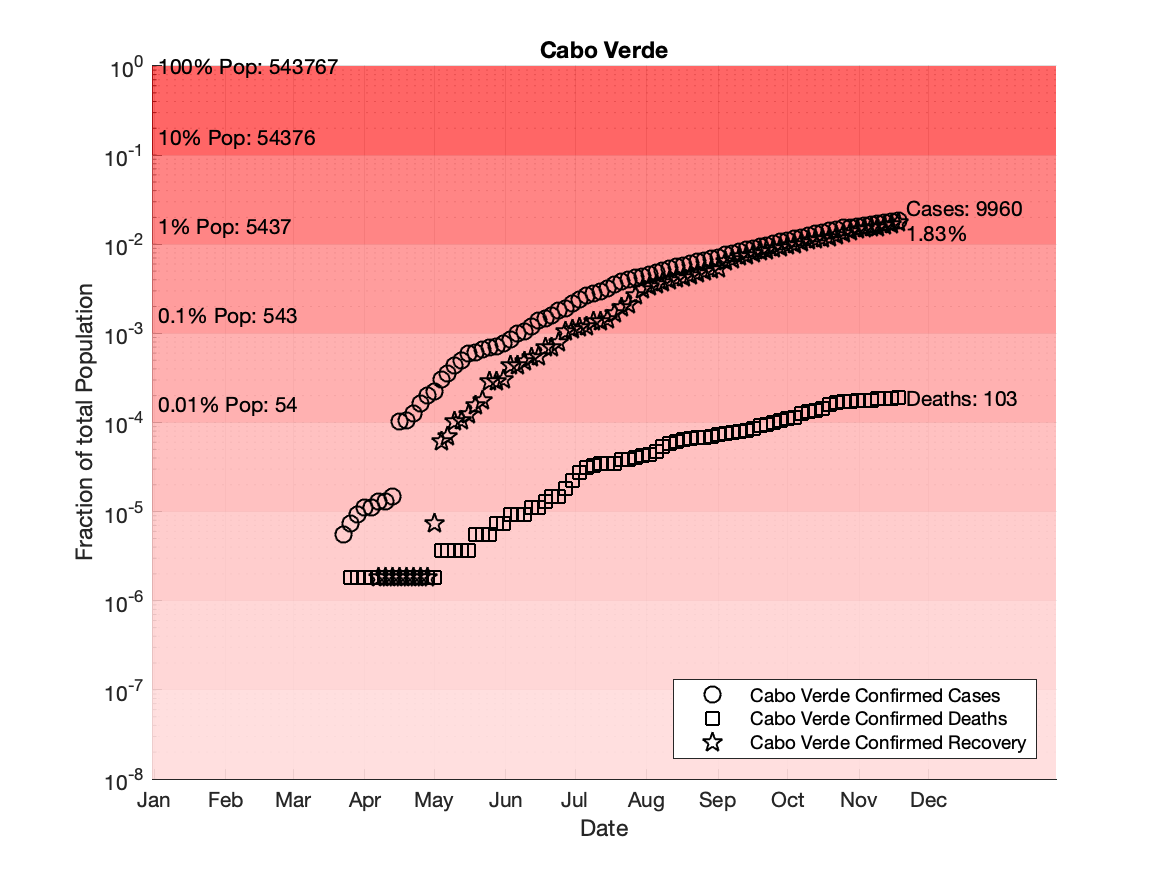 Cabo Verde
10^0
100% Pop: 543767
10% Pop: 54376
10^-1
1% Pop: 5437
10^-2
Cases: 9960
1.83%
0.1% Pop: 543
10^-3
0.01% Pop: 54
10^-4
Deaths: 103
10^-5
10^-6
10^-7
10^-8
Fraction of total Population
Cabo Verde Confirmed Cases
Cabo Verde Confirmed Deaths
Cabo Verde Confirmed Recovery
Jan Feb Mar Apr May Jun Jul Aug Sep Oct Nov Dec
Date